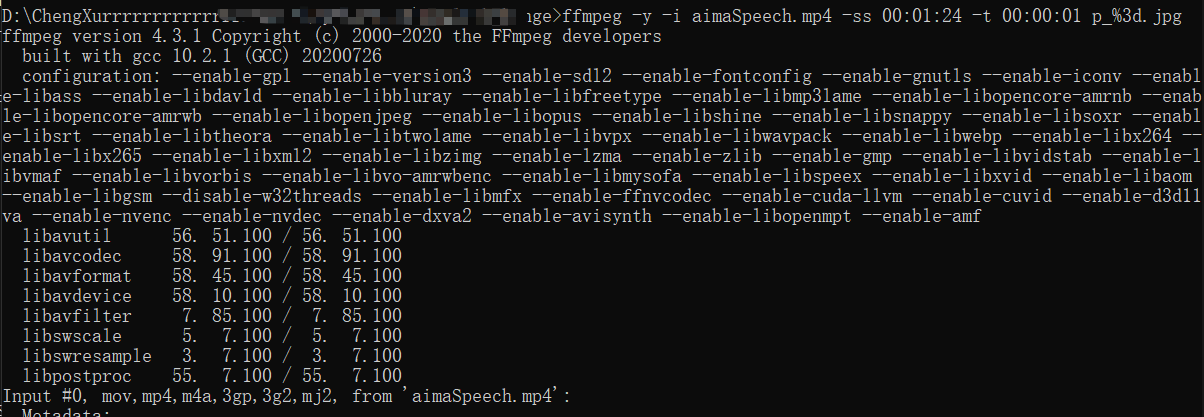 D:\ChengXurrrrrrrrrrrrr nge>ffmpeg -y -i aimaSpeech.mp4 -ss 00:01:24 -t 00:00:01 p_%3d.jpg
ffmpeg version 4.3.1 Copyright (c) 2000-2020 the FFmpeg developers
  built with gcc 10.2.1 (GCC) 20200726
  configuration: --enable-gpl --enable-version3 --enable-sdl2 --enable-fontconfig --enable-gnutls --enable-iconv --enabl
e-libass --enable-libdav1d --enable-libbluray --enable-libfreetype --enable-libmp3lame --enable-libopencore-amrnb --enab
le-libopencore-amrwb --enable-libopenjpeg --enable-libopus --enable-libshine --enable-libsnappy --enable-libsoxr --enabl
e-libsrt --enable-libtheora --enable-libtwolame --enable-libvpx --enable-libwavpack --enable-libwebp --enable-libx264 --
enable-libx265 --enable-libxml2 --enable-libzimg --enable-lzma --enable-zlib --enable-gmp --enable-libvidstab --enable-l
ibvmaf --enable-libvorbis --enable-libvo-amrwbenc --enable-libmysofa --enable-libspeex --enable-libxvid --enable-libaom
--enable-libgsm --disable-w32threads --enable-libmfx --enable-ffnvcodec --enable-cuda-llvm --enable-cuvid --enable-d3d11
va --enable-nvenc --enable-nvdec --enable-dxva2 --enable-avisynth --enable-libopenmpt --enable-amf
  libavutil      56. 51.100 / 56. 51.100
  libavcodec     58. 91.100 / 58. 91.100
  libavformat    58. 45.100 / 58. 45.100
  libavdevice    58. 10.100 / 58. 10.100
  libavfilter     7. 85.100 /  7. 85.100
  libswscale      5.  7.100 /  5.  7.100
  libswresample   3.  7.100 /  3.  7.100
  libpostproc    55.  7.100 / 55.  7.100
Input #0, mov,mp4,m4a,3gp,3g2,mj2, from 'aimaSpeech.mp4':
  Metadata: